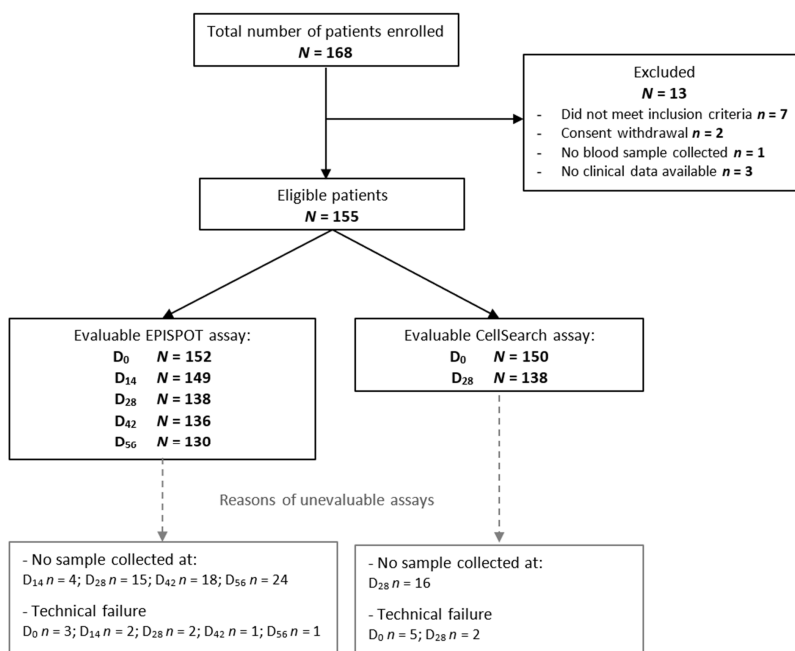 Total number of patients enrolled
N = 168
Excluded
N = 13
- Did not meet inclusion criteria n = 7
- Consent withdrawal n = 2
- No blood sample collected n = 1
- No clinical data available n = 3
Eligible patients
N = 155
Evaluable EPISPOT assay:
D₀ N = 152
D₁₄ N = 149
D₂₈ N = 138
D₄₂ N = 136
D₅₆ N = 130
Evaluable CellSearch assay:
D₀ N = 150
D₂₈ N = 138
Reasons of unevaluable assays
- No sample collected at:
D₁₄ n = 4; D₂₈ n = 15; D₄₂ n = 18; D₅₆ n = 24
- Technical failure
D₀ n = 3; D₁₄ n = 2; D₂₈ n = 2; D₄₂ n = 1; D₅₆ n = 1
- No sample collected at:
D₂₈ n = 16
- Technical failure
D₀ n = 5; D₂₈ n = 2